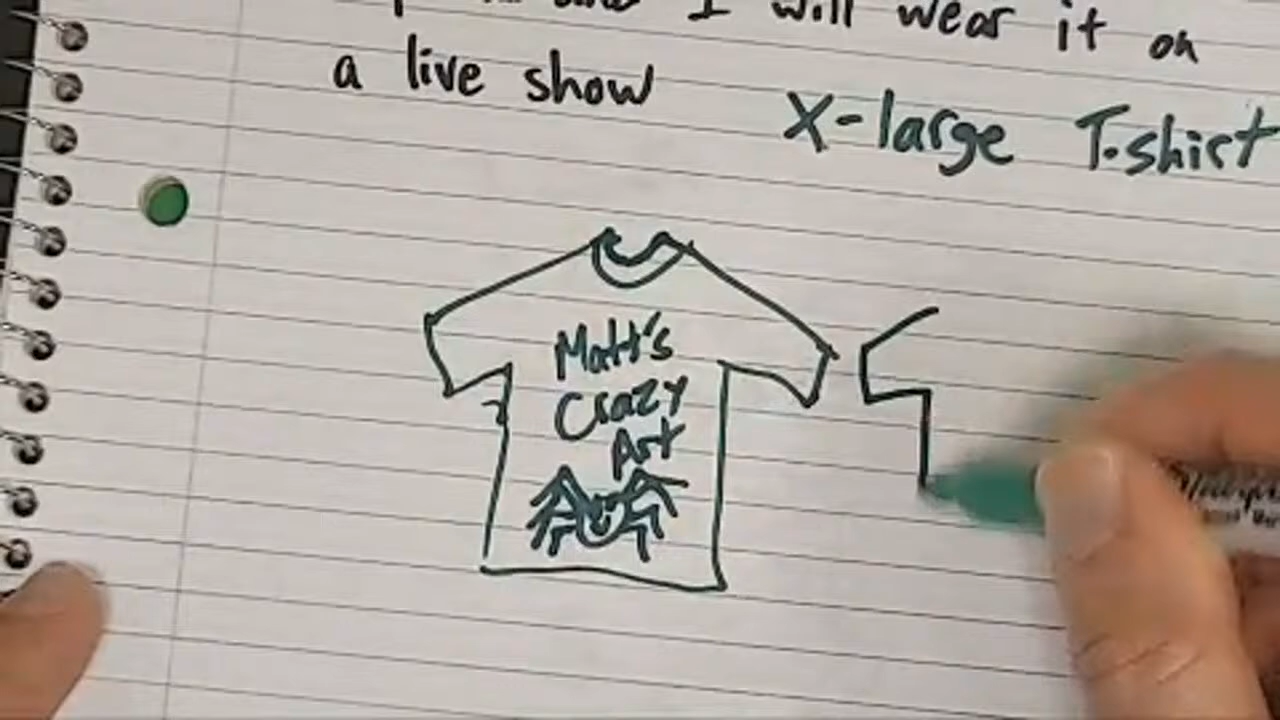 I will wear it on
a live show
X-large T-shirt
Matt's
Crazy
Art